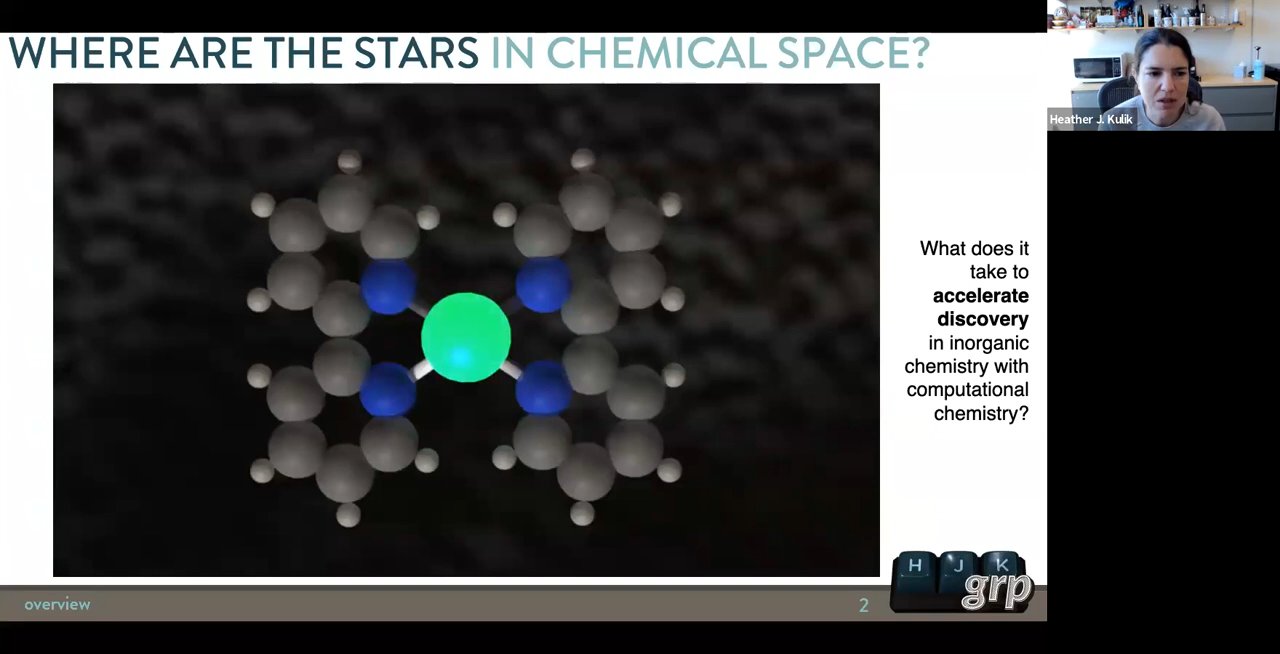 WHERE ARE THE STARS IN CHEMICAL SPACE?
Heather J. Kulik
What does it
take to
accelerate
discovery
in inorganic
chemistry with
computational
chemistry?
H J K
grp
overview
2